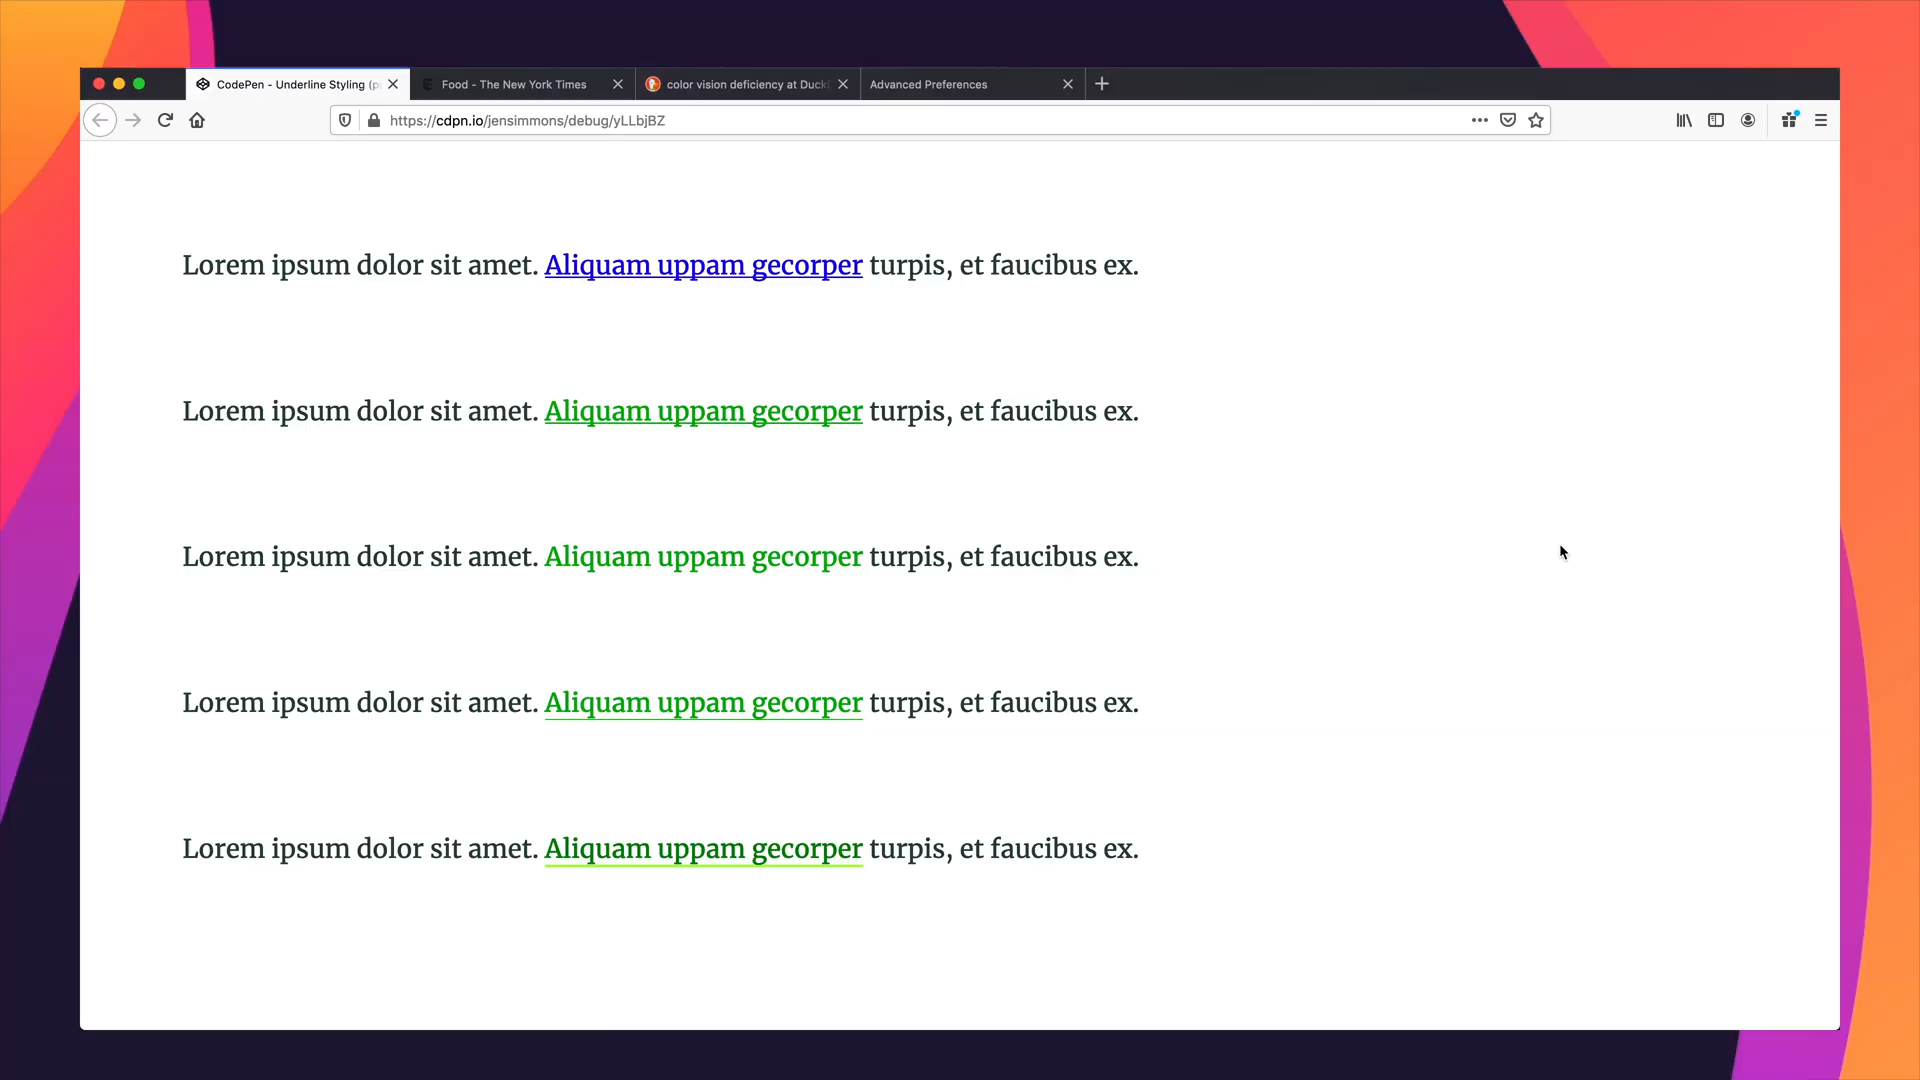 CodePen - Underline Styling (p
Food - The New York Times
color vision deficiency at Duck
Advanced Preferences
https://cdpn.io/jensimmons/debug/yLLbjBZ
Lorem ipsum dolor sit amet. Aliquam uppam gecorper turpis, et faucibus ex.
Lorem ipsum dolor sit amet. Aliquam uppam gecorper turpis, et faucibus ex.
Lorem ipsum dolor sit amet. Aliquam uppam gecorper turpis, et faucibus ex.
Lorem ipsum dolor sit amet. Aliquam uppam gecorper turpis, et faucibus ex.
Lorem ipsum dolor sit amet. Aliquam uppam gecorper turpis, et faucibus ex.